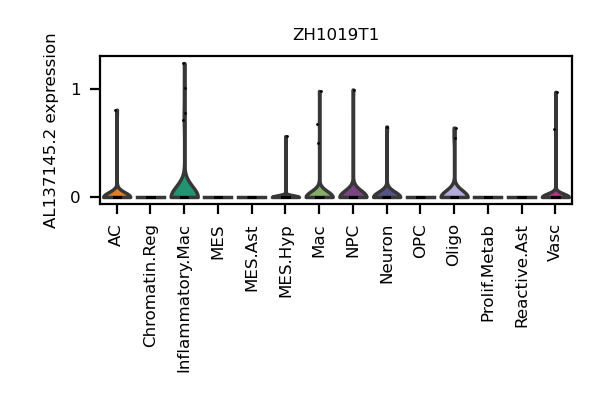 ZH1019T1
AL137145.2 expression
1
0
AC
Chromatin.Reg
Inflammatory.Mac
MES
MES.Ast
MES.Hyp
Mac
NPC
Neuron
OPC
Oligo
Prolif.Metab
Reactive.Ast
Vasc